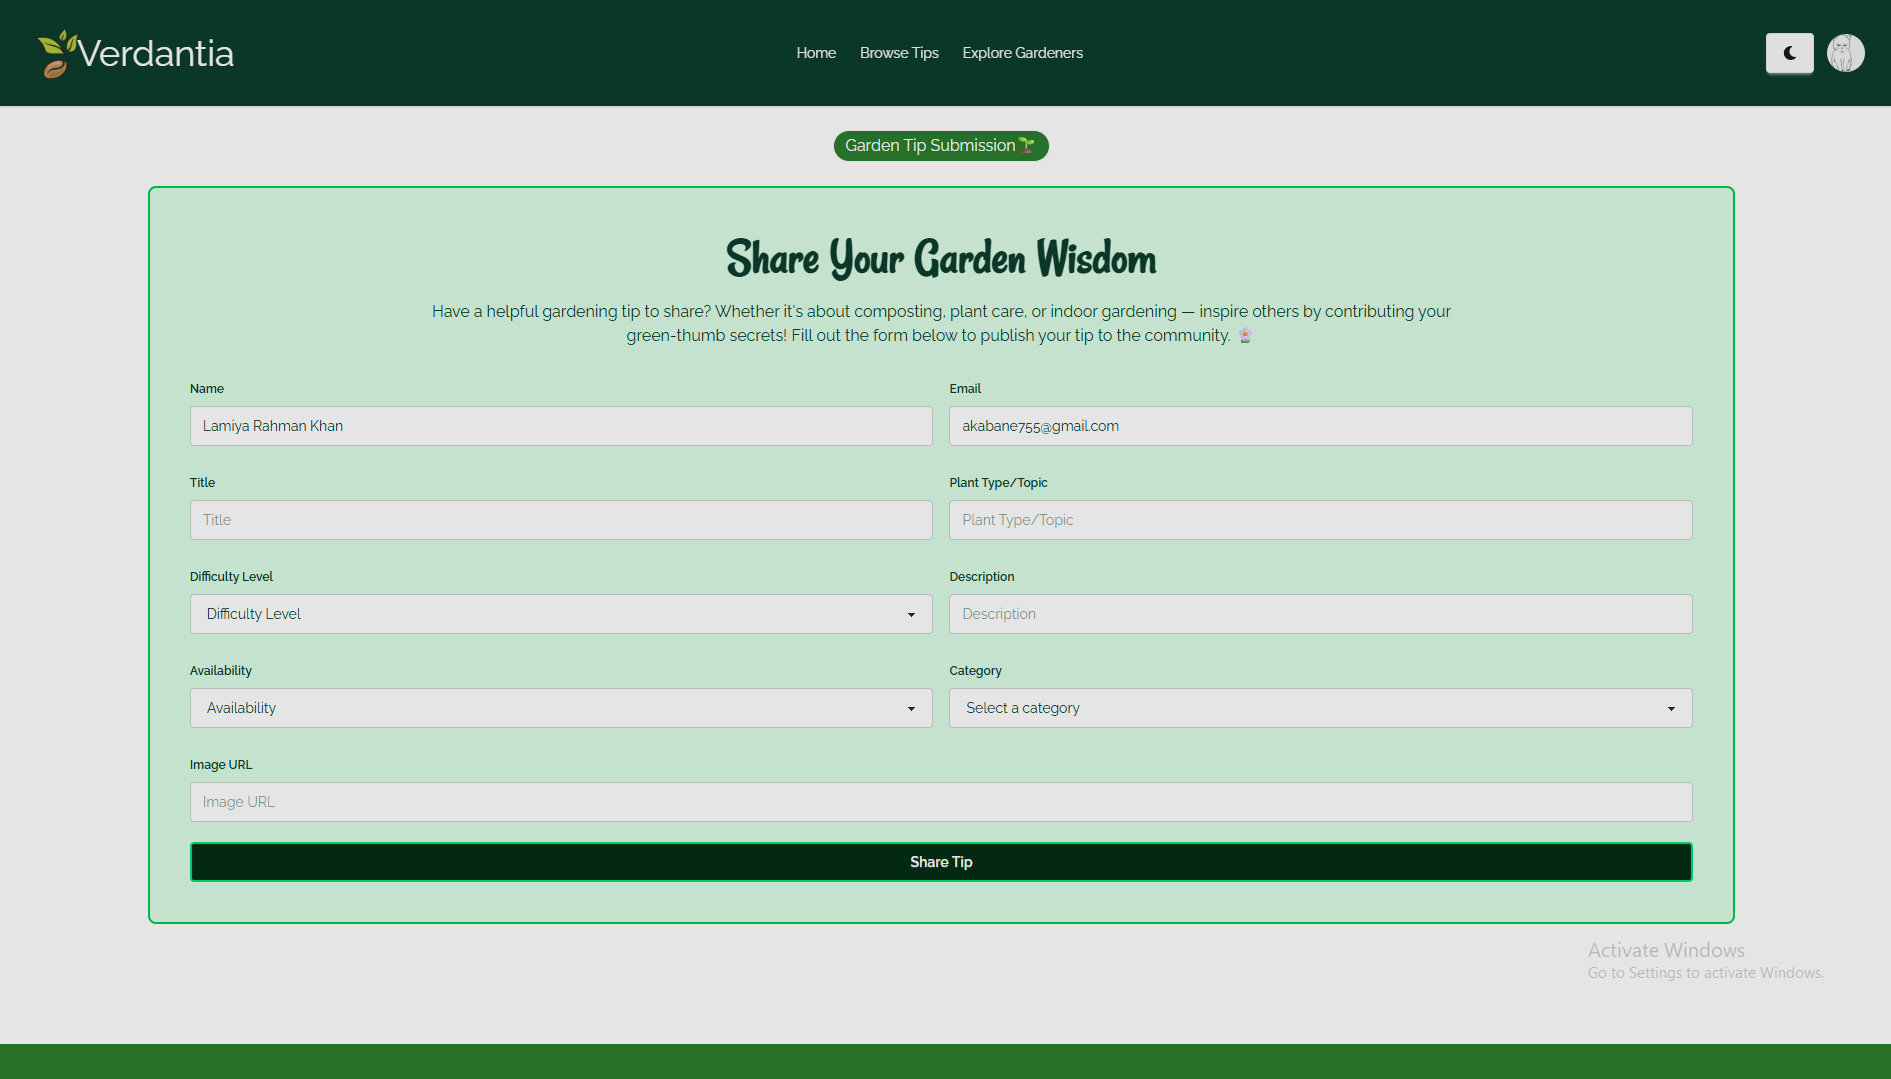 Verdantia
Home
Browse Tips
Explore Gardeners
Garden Tip Submission
Share Your Garden Wisdom
Have a helpful gardening tip to share? Whether it's about composting, plant care, or indoor gardening — inspire others by contributing your
green-thumb secrets! Fill out the form below to publish your tip to the community.
Name
Email
Lamiya Rahman Khan
akabane755@gmail.com
Title
Plant Type/Topic
Title
Plant Type/Topic
Difficulty Level
Description
Difficulty Level
Description
Availability
Category
Availability
Select a category
Image URL
Image URL
Share Tip
Activate Windows
Go to Settings to activate Windows.